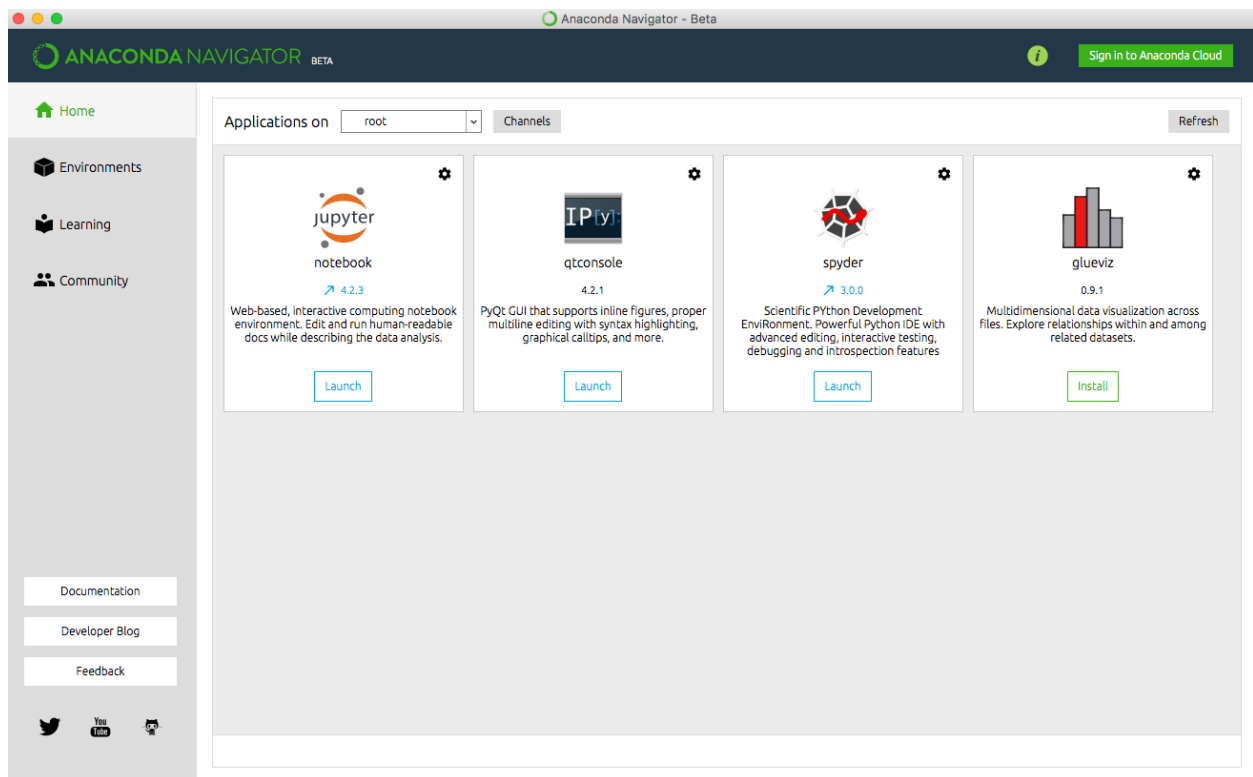 Anaconda Navigator - Beta
ANACONDA NAVIGATOR BETA
i
Sign in to Anaconda Cloud
Home
Environments
Learning
Community
Documentation
Developer Blog
Feedback
You
Tube
Applications on root Channels Refresh
jupyter
notebook
4.2.3
Web-based, interactive computing notebook
environment. Edit and run human-readable
docs while describing the data analysis.
Launch
IP[y]:
qtconsole
4.2.1
PyQt GUI that supports inline figures, proper
multiline editing with syntax highlighting,
graphical calltips, and more.
Launch
spyder
3.0.0
Scientific PYthon Development
EnviRonment. Powerful Python IDE with
advanced editing, interactive testing,
debugging and introspection features
Launch
glueviz
0.9.1
Multidimensional data visualization across
files. Explore relationships within and among
related datasets.
Install